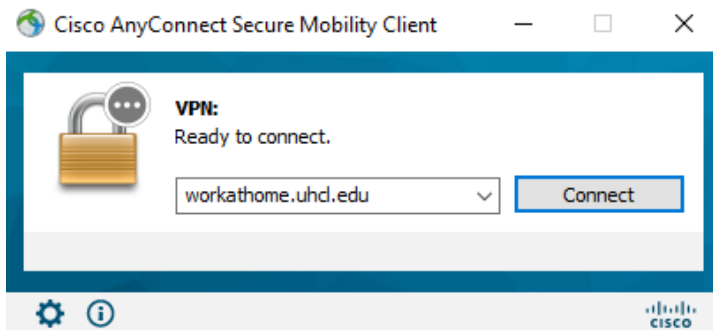 Cisco AnyConnect Secure Mobility Client
VPN:
Ready to connect.
workathome.uhcl.edu
Connect
cisco